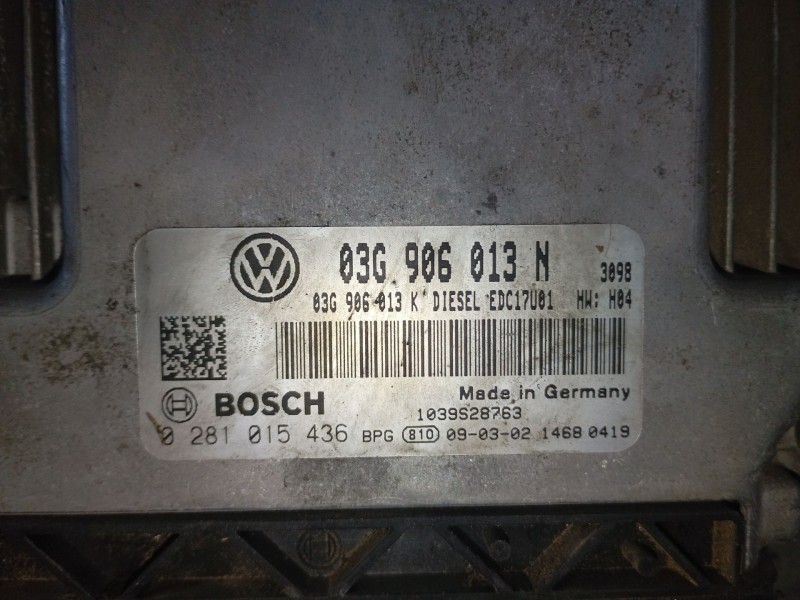 03G 906 013 N 3098
03G 906 013 K DIESEL EDC17U01 HW: H04
Made in Germany
BOSCH 1039S28763
0 281 015 436 BPG 810 09-03-02 1468 0419